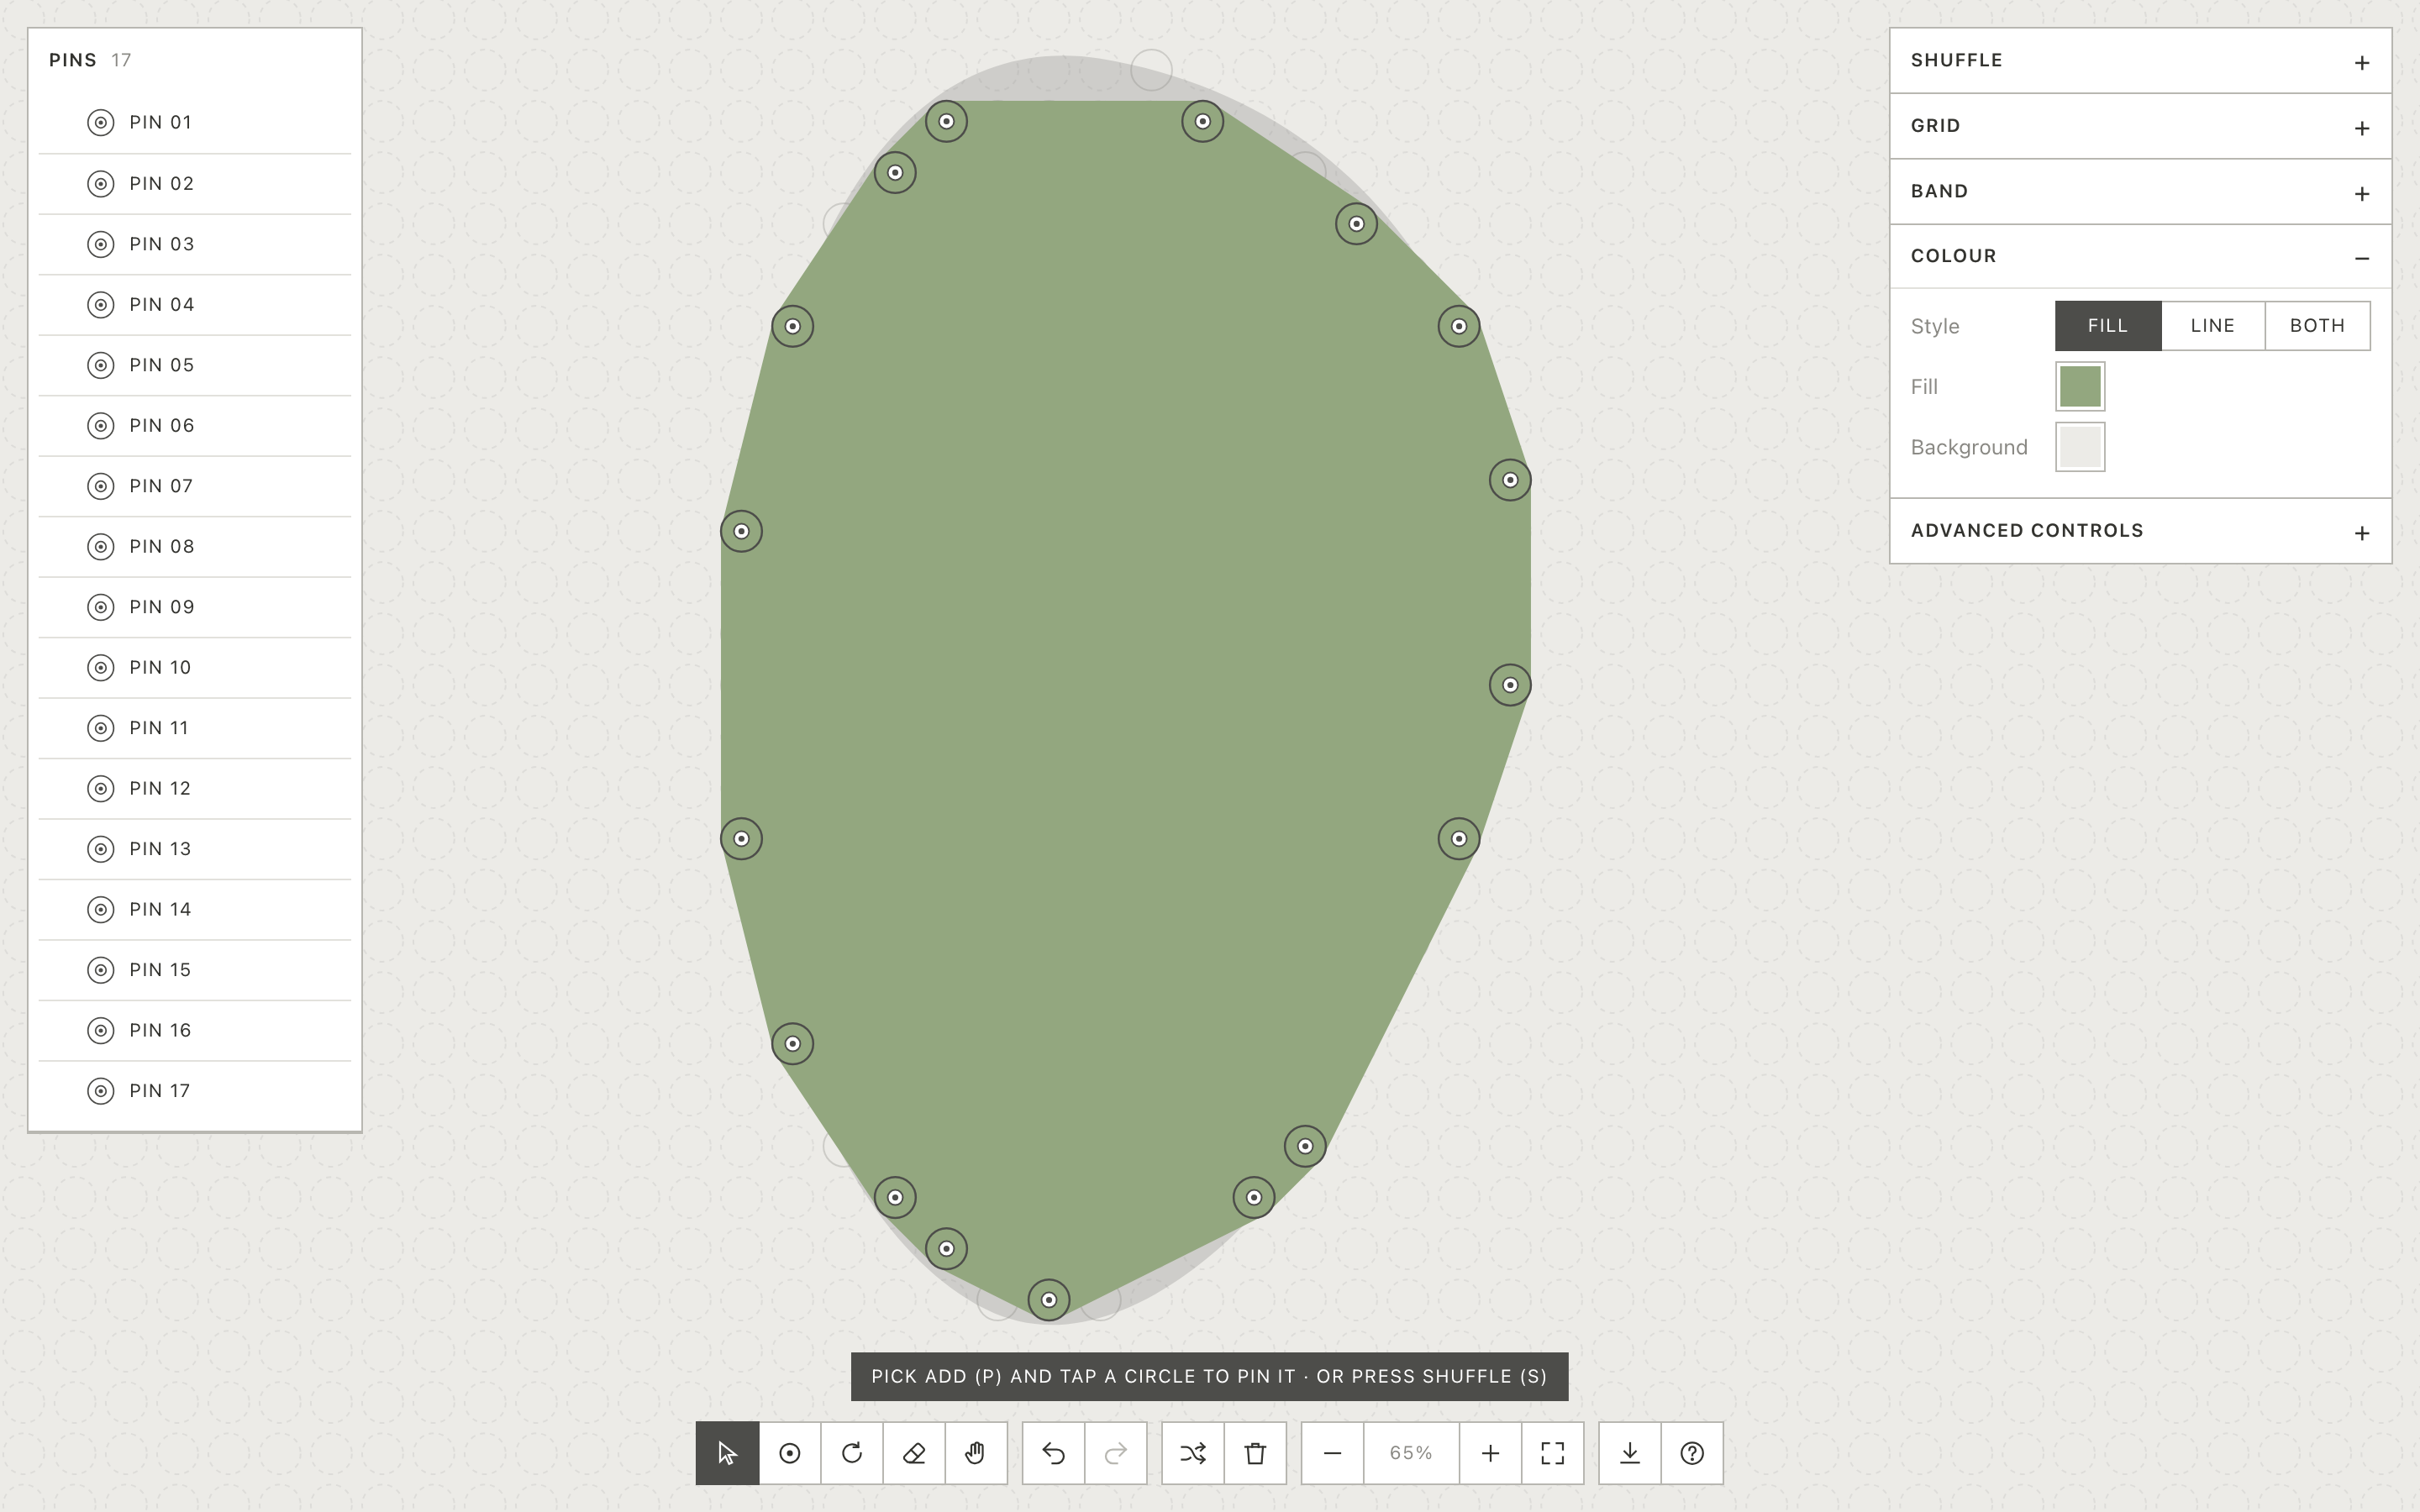 PINS 17
PIN 01
PIN 02
PIN 03
PIN 04
PIN 05
PIN 06
PIN 07
PIN 08
PIN 09
PIN 10
PIN 11
PIN 12
PIN 13
PIN 14
PIN 15
PIN 16
PIN 17
SHUFFLE
GRID
BAND
COLOUR
Style FILL LINE BOTH
Fill
Background
ADVANCED CONTROLS
PICK ADD (P) AND TAP A CIRCLE TO PIN IT · OR PRESS SHUFFLE (S)
65%